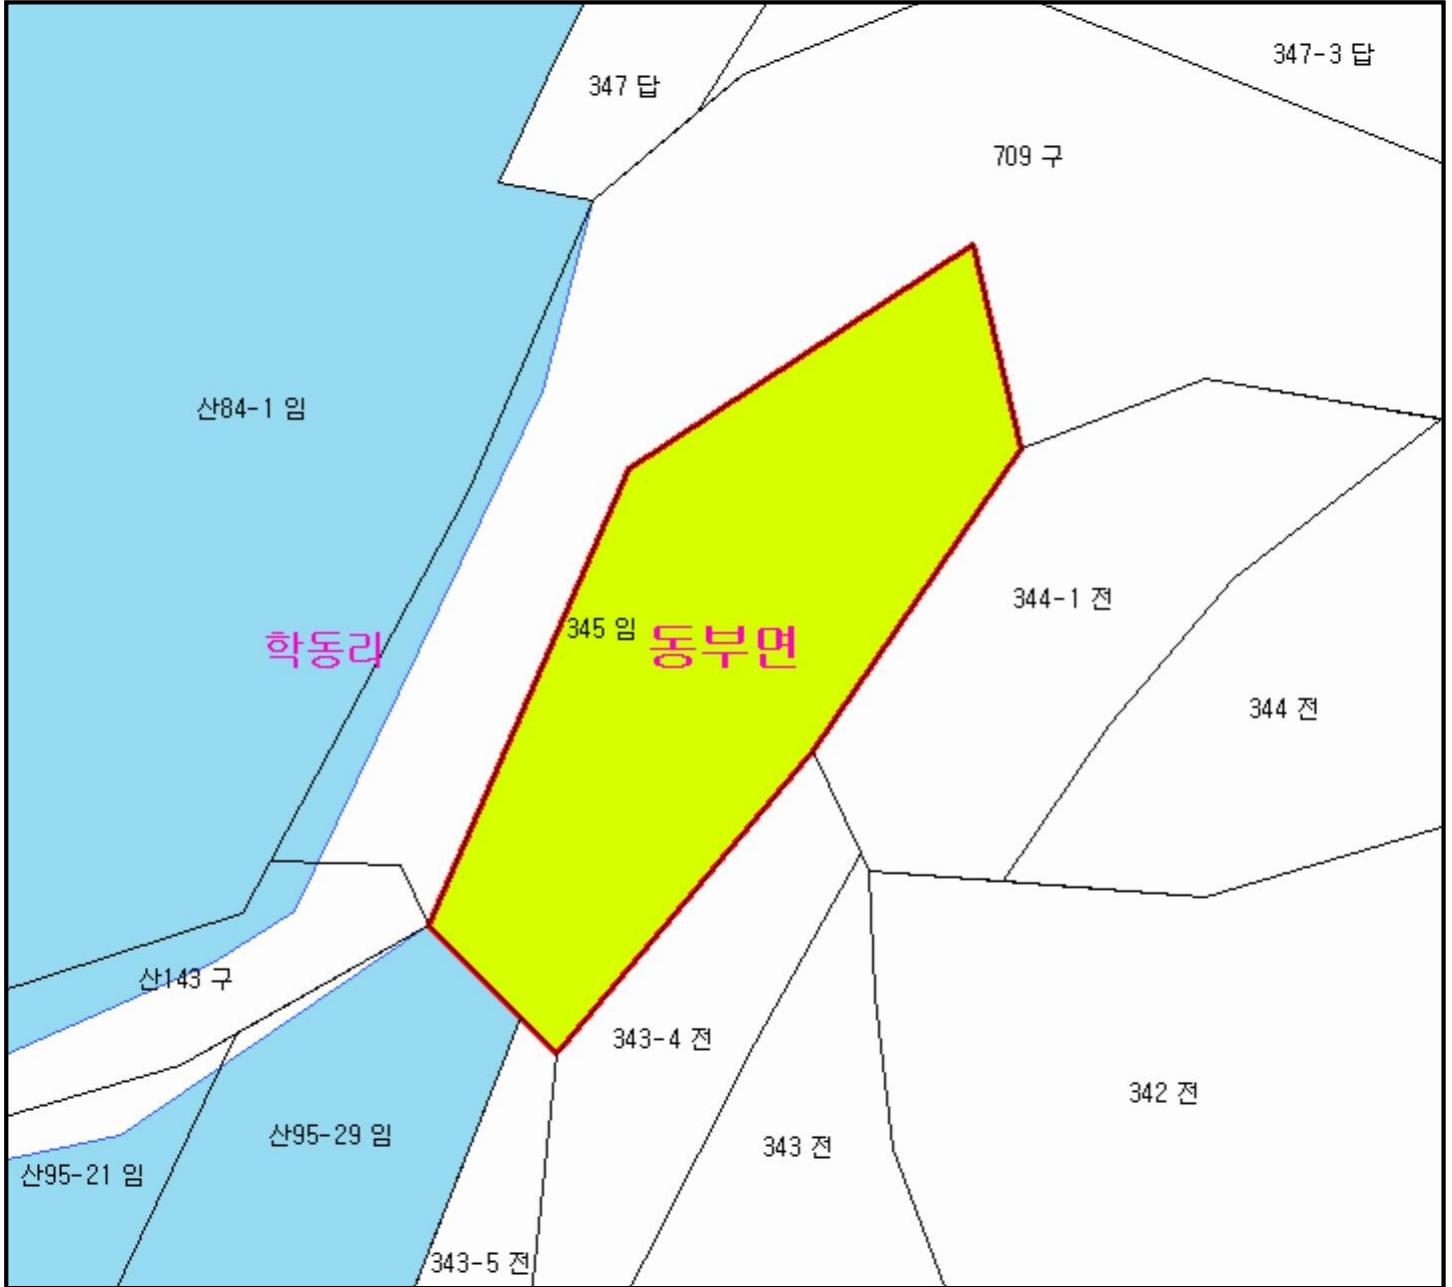 347-3 답
347 답
709 구
산84-1 임
344-1 전
345 임
동부면
학동리
344 전
산143 구
343-4 전
342 전
산95-29 임
343 전
산95-21 임
343-5 전